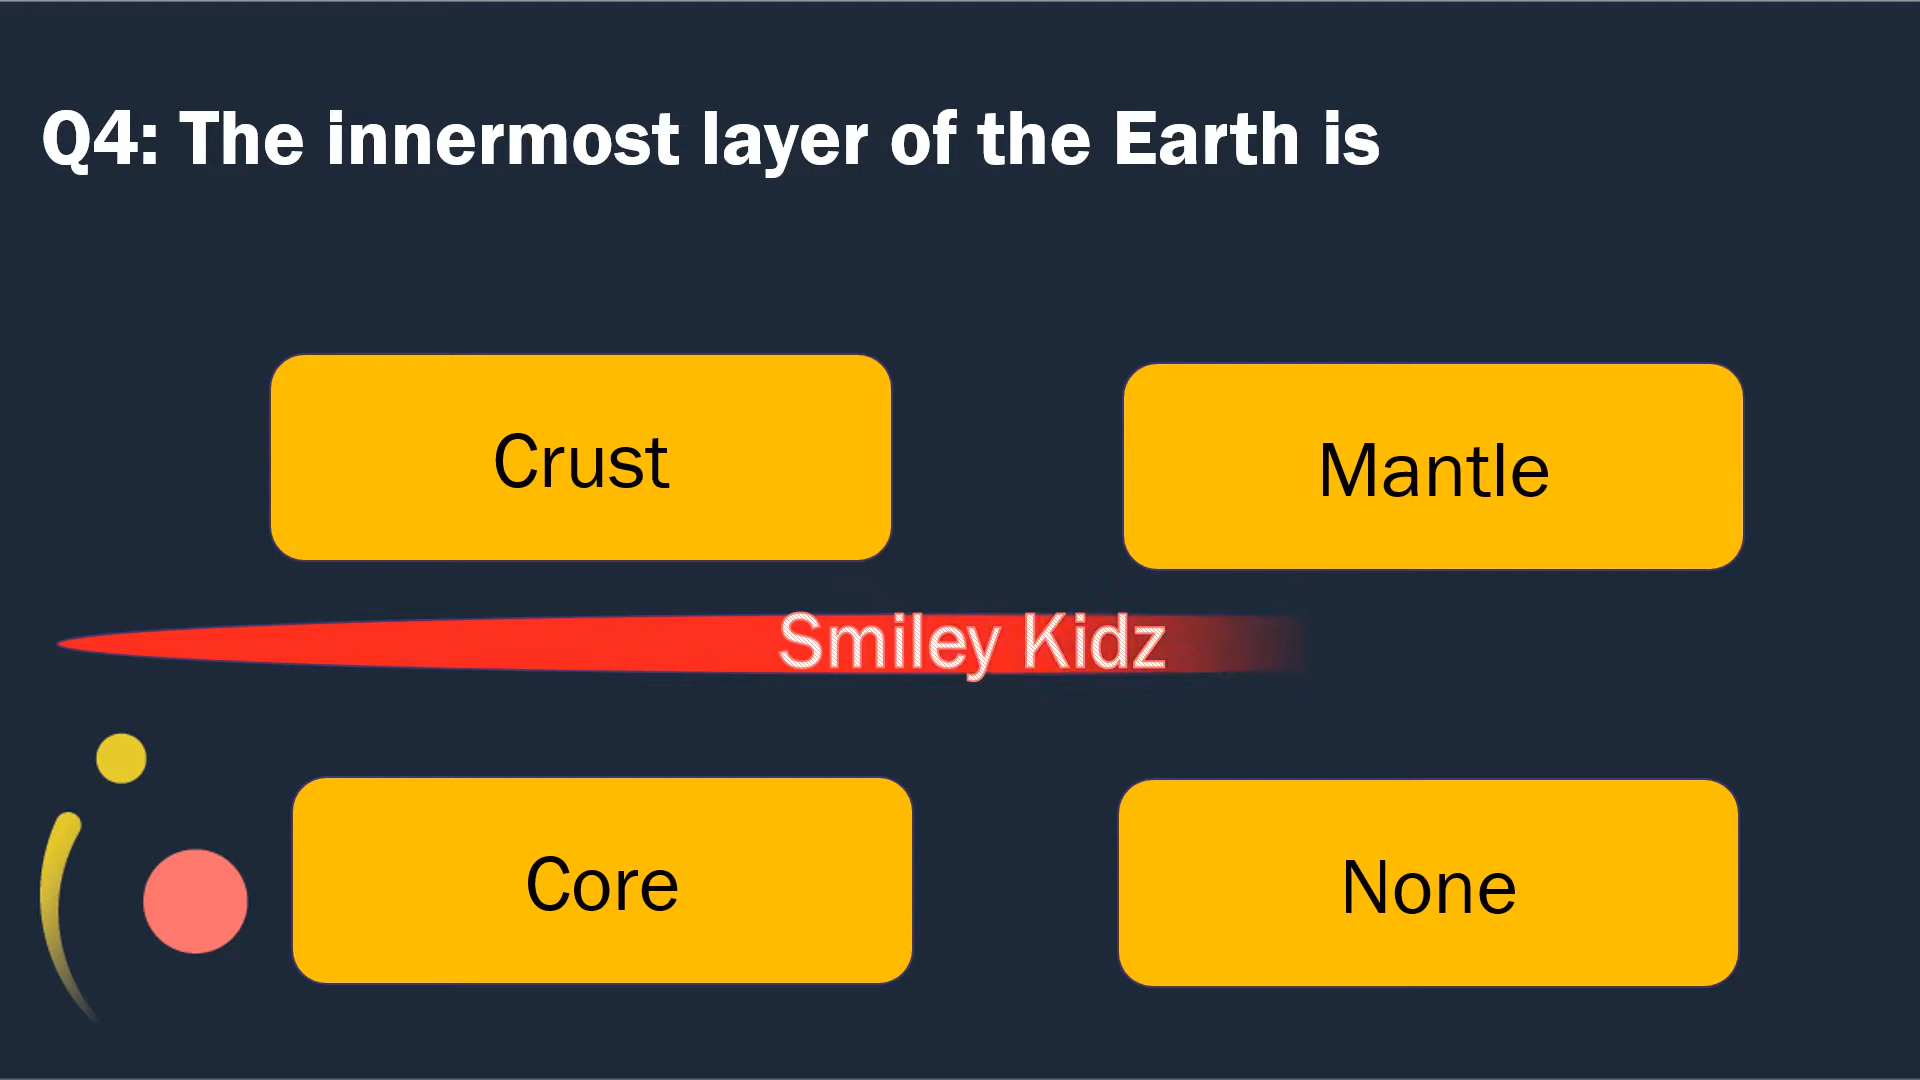 Q4: The innermost layer of the Earth is
Crust
Mantle
Smiley Kidz
Core
None